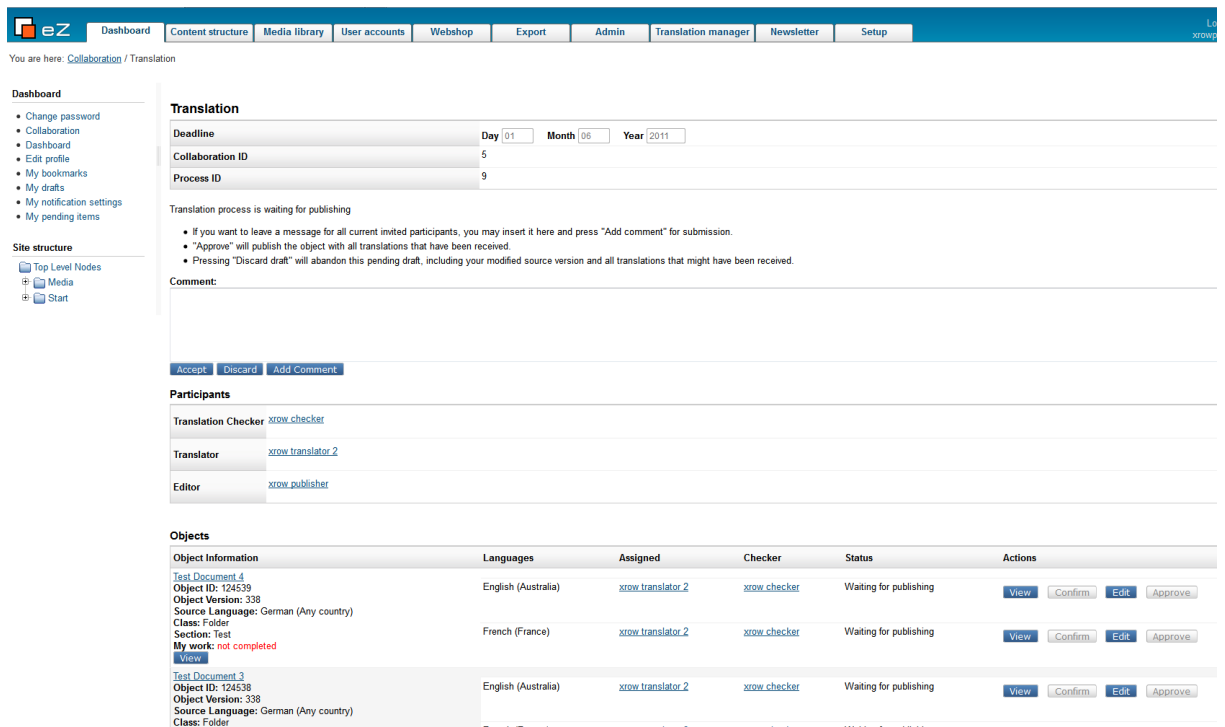 eZ
Dashboard Content structure Media library User accounts Webshop Export Admin Translation manager Newsletter Setup
You are here: Collaboration / Translation
Dashboard
Change password
Collaboration
Dashboard
Edit profile
My bookmarks
My drafts
My notification settings
My pending items
Site structure
Top Level Nodes
Media
Start
Translation
Deadline Day 01 Month 06 Year 2011
Collaboration ID 5
Process ID 9
Translation process is waiting for publishing
If you want to leave a message for all current invited participants, you may insert it here and press "Add comment" for submission.
"Approve" will publish the object with all translations that have been received.
Pressing "Discard draft" will abandon this pending draft, including your modified source version and all translations that might have been received.
Comment:
Accept Discard Add Comment
Participants
Translation Checker xrow checker
Translator xrow translator 2
Editor xrow publisher
Objects
Object Information Languages Assigned Checker Status Actions
Test Document 4
Object ID: 124539
Object Version: 338
Source Language: German (Any country)
Class: Folder
Section: Test
My work: not completed
View
English (Australia) xrow translator 2 xrow checker Waiting for publishing View Confirm Edit Approve
French (France) xrow translator 2 xrow checker Waiting for publishing View Confirm Edit Approve
Test Document 3
Object ID: 124538
Object Version: 338
Source Language: German (Any country)
Class: Folder
English (Australia) xrow translator 2 xrow checker Waiting for publishing View Confirm Edit Approve